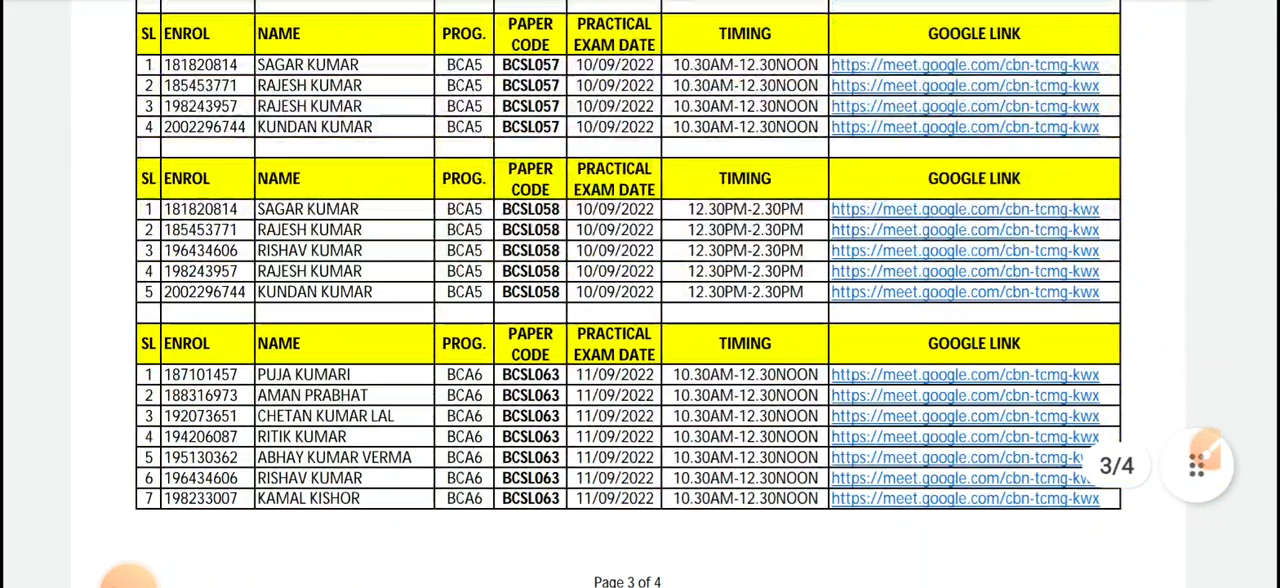 SL ENROL NAME PROG. PAPER CODE PRACTICAL EXAM DATE TIMING GOOGLE LINK
1 181820814 SAGAR KUMAR BCA5 BCSL057 10/09/2022 10.30AM-12.30NOON https://meet.google.com/cbn-tcmg-kwx
2 185453771 RAJESH KUMAR BCA5 BCSL057 10/09/2022 10.30AM-12.30NOON https://meet.google.com/cbn-tcmg-kwx
3 198243957 RAJESH KUMAR BCA5 BCSL057 10/09/2022 10.30AM-12.30NOON https://meet.google.com/cbn-tcmg-kwx
4 2002296744 KUNDAN KUMAR BCA5 BCSL057 10/09/2022 10.30AM-12.30NOON https://meet.google.com/cbn-tcmg-kwx
SL ENROL NAME PROG. PAPER CODE PRACTICAL EXAM DATE TIMING GOOGLE LINK
1 181820814 SAGAR KUMAR BCA5 BCSL058 10/09/2022 12.30PM-2.30PM https://meet.google.com/cbn-tcmg-kwx
2 185453771 RAJESH KUMAR BCA5 BCSL058 10/09/2022 12.30PM-2.30PM https://meet.google.com/cbn-tcmg-kwx
3 196434606 RISHAV KUMAR BCA5 BCSL058 10/09/2022 12.30PM-2.30PM https://meet.google.com/cbn-tcmg-kwx
4 198243957 RAJESH KUMAR BCA5 BCSL058 10/09/2022 12.30PM-2.30PM https://meet.google.com/cbn-tcmg-kwx
5 2002296744 KUNDAN KUMAR BCA5 BCSL058 10/09/2022 12.30PM-2.30PM https://meet.google.com/cbn-tcmg-kwx
SL ENROL NAME PROG. PAPER CODE PRACTICAL EXAM DATE TIMING GOOGLE LINK
1 187101457 PUJA KUMARI BCA6 BCSL063 11/09/2022 10.30AM-12.30NOON https://meet.google.com/cbn-tcmg-kwx
2 188316973 AMAN PRABHAT BCA6 BCSL063 11/09/2022 10.30AM-12.30NOON https://meet.google.com/cbn-tcmg-kwx
3 192073651 CHETAN KUMAR LAL BCA6 BCSL063 11/09/2022 10.30AM-12.30NOON https://meet.google.com/cbn-tcmg-kwx
4 194206087 RITIK KUMAR BCA6 BCSL063 11/09/2022 10.30AM-12.30NOON https://meet.google.com/cbn-tcmg-kwx
5 195130362 ABHAY KUMAR VERMA BCA6 BCSL063 11/09/2022 10.30AM-12.30NOON https://meet.google.com/cbn-tcmg-k 3/4
6 196434606 RISHAV KUMAR BCA6 BCSL063 11/09/2022 10.30AM-12.30NOON https://meet.google.com/cbn-tcmg-k
7 198233007 KAMAL KISHOR BCA6 BCSL063 11/09/2022 10.30AM-12.30NOON https://meet.google.com/cbn-tcmg-kwx
Page 3 of 4